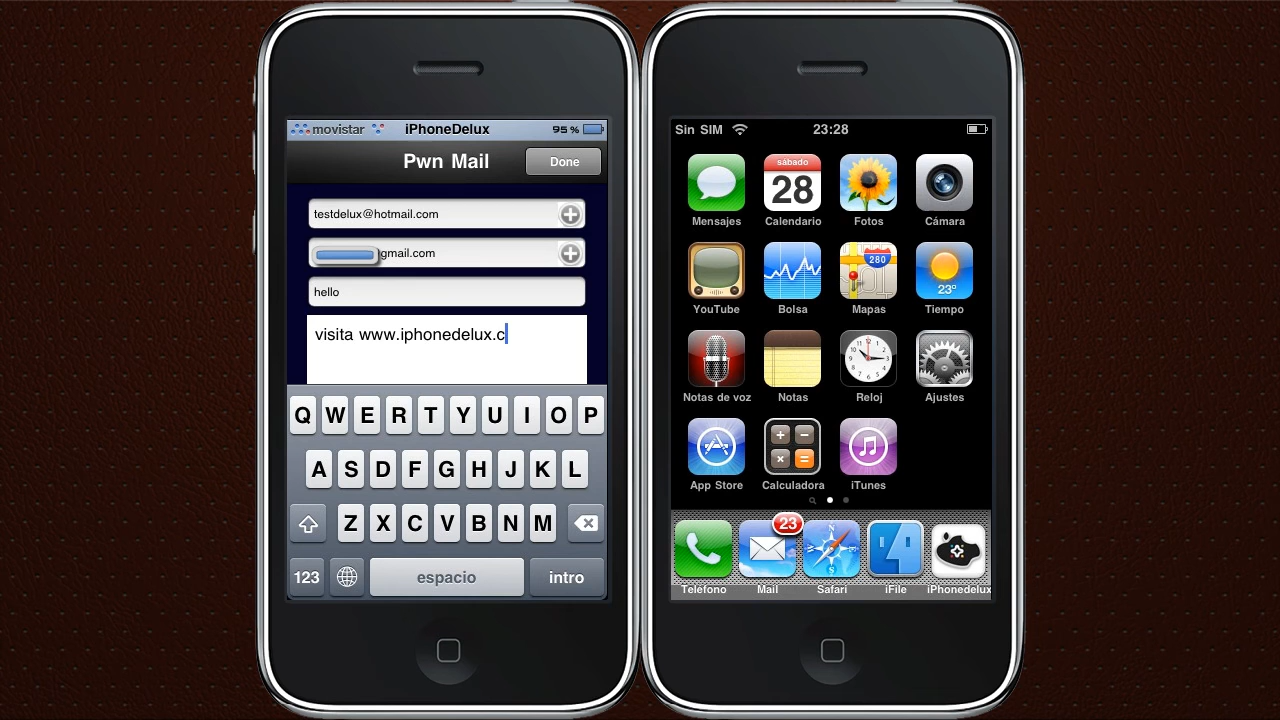 movistar iPhoneDelux 95 %
Pwn Mail Done
testdelux@hotmail.com
gmail.com
hello
visita www.iphonedelux.c
Q W E R T Y U I O P
A S D F G H J K L
Z X C V B N M
123 espacio intro
Sin SIM 23:28
sábado
28
280
23°
Mensajes Calendario Fotos Cámara
YouTube Bolsa Mapas Tiempo
Notas de voz Notas Reloj Ajustes
App Store Calculadora iTunes
23
Teléfono Mail Safari iFile iPhonedelux